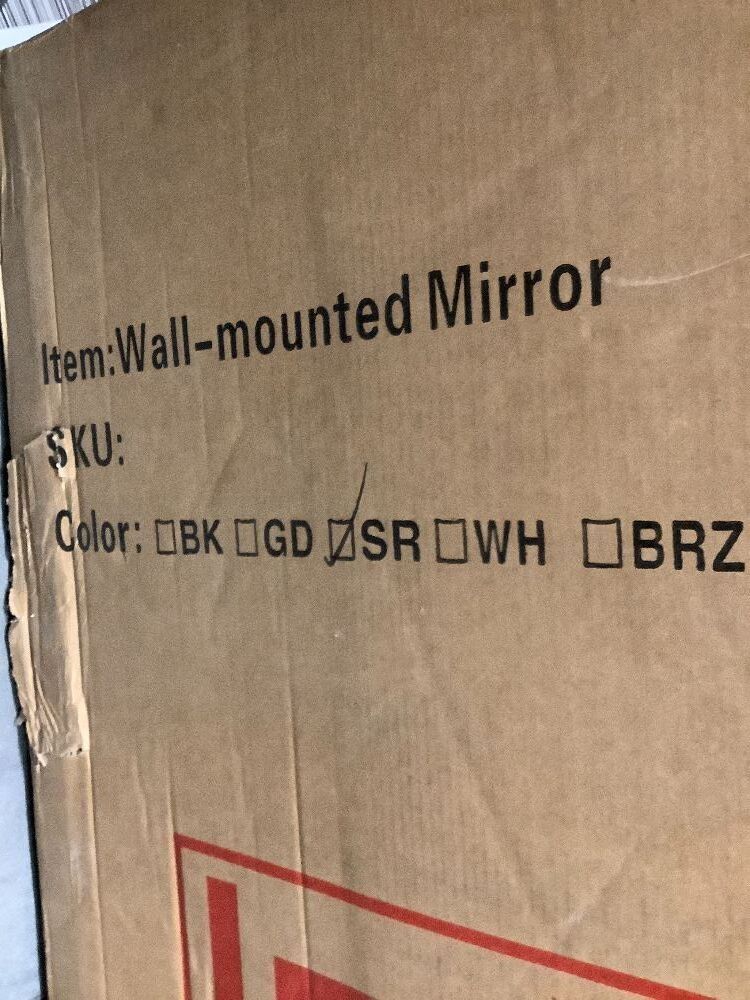 Item:Wall-mounted Mirror
SKU:
Color: ☐BK ☐GD ☑SR ☐WH ☐BRZ